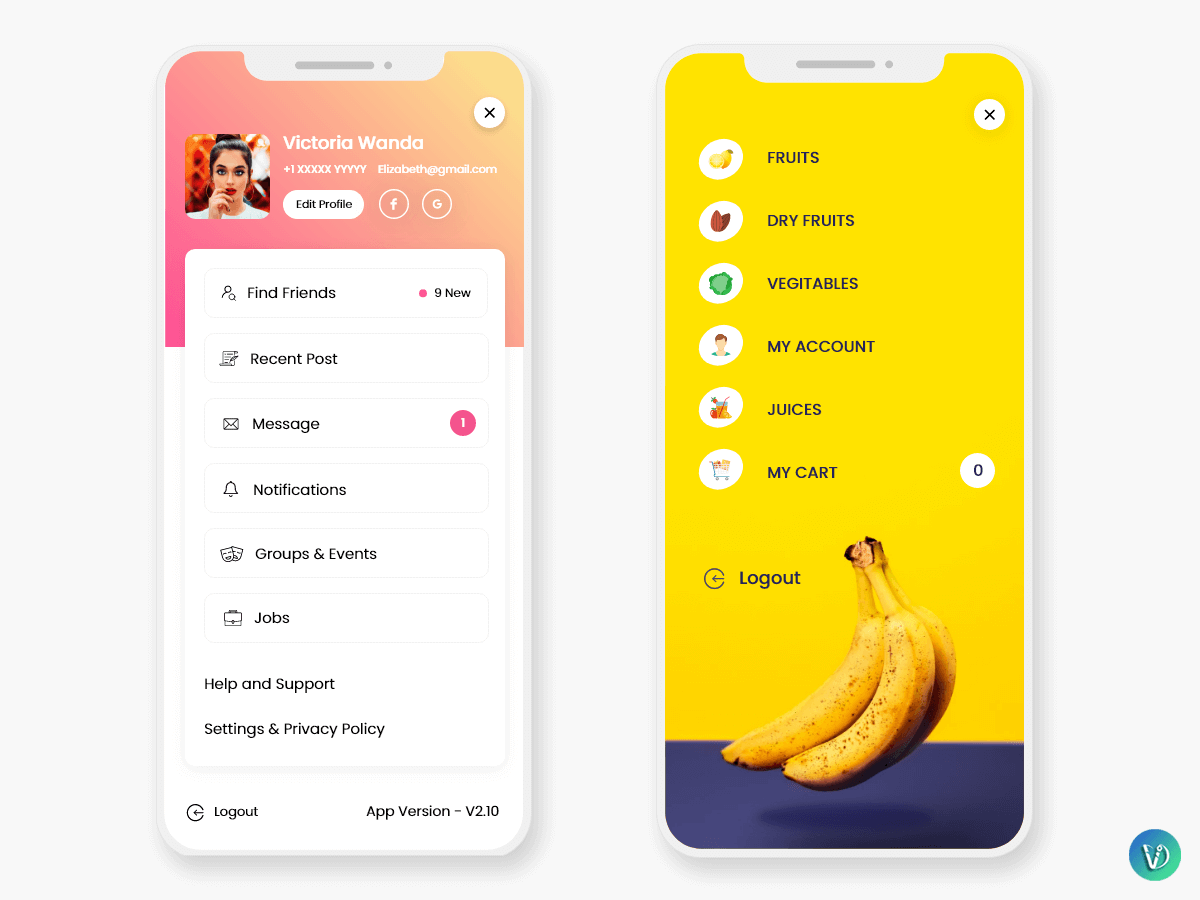 Victoria Wanda
+1 XXXXX YYYYY Elizabeth@gmail.com
Edit Profile f G
Find Friends 9 New
Recent Post
Message 1
Notifications
Groups & Events
Jobs
Help and Support
Settings & Privacy Policy
Logout App Version - V2.10
FRUITS
DRY FRUITS
VEGITABLES
MY ACCOUNT
JUICES
MY CART 0
Logout